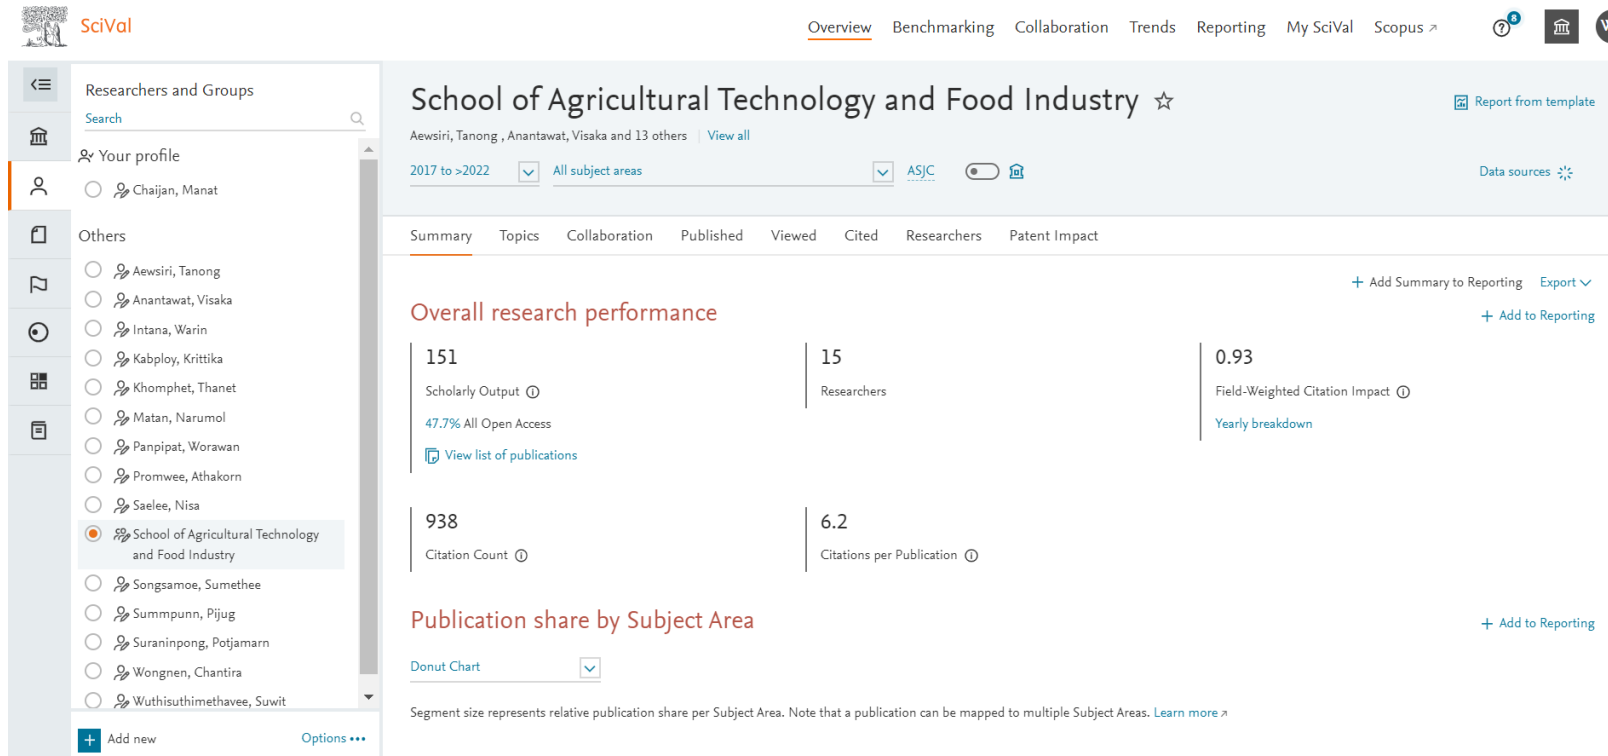 SciVal
Overview Benchmarking Collaboration Trends Reporting My SciVal Scopus ↗
? 8
Researchers and Groups
Search
Your profile
Chaijan, Manat
Others
Aewsiri, Tanong
Anantawat, Visaka
Intana, Warin
Kabploy, Krittika
Khomphet, Thanet
Matan, Narumol
Panpipat, Worawan
Promwee, Athakorn
Saelee, Nisa
School of Agricultural Technology
and Food Industry
Songsamoe, Sumethee
Summpunn, Pijug
Suraninpong, Potjamarn
Wongnen, Chantira
Wuthisuthimethavee, Suwit
+ Add new Options •••
School of Agricultural Technology and Food Industry ☆
Report from template
Aewsiri, Tanong , Anantawat, Visaka and 13 others | View all
2017 to >2022 All subject areas ASJC
Data sources
Summary Topics Collaboration Published Viewed Cited Researchers Patent Impact
+ Add Summary to Reporting Export
Overall research performance
+ Add to Reporting
151
Scholarly Output
47.7% All Open Access
View list of publications
15
Researchers
0.93
Field-Weighted Citation Impact
Yearly breakdown
938
Citation Count
6.2
Citations per Publication
Publication share by Subject Area
+ Add to Reporting
Donut Chart
Segment size represents relative publication share per Subject Area. Note that a publication can be mapped to multiple Subject Areas. Learn more ↗